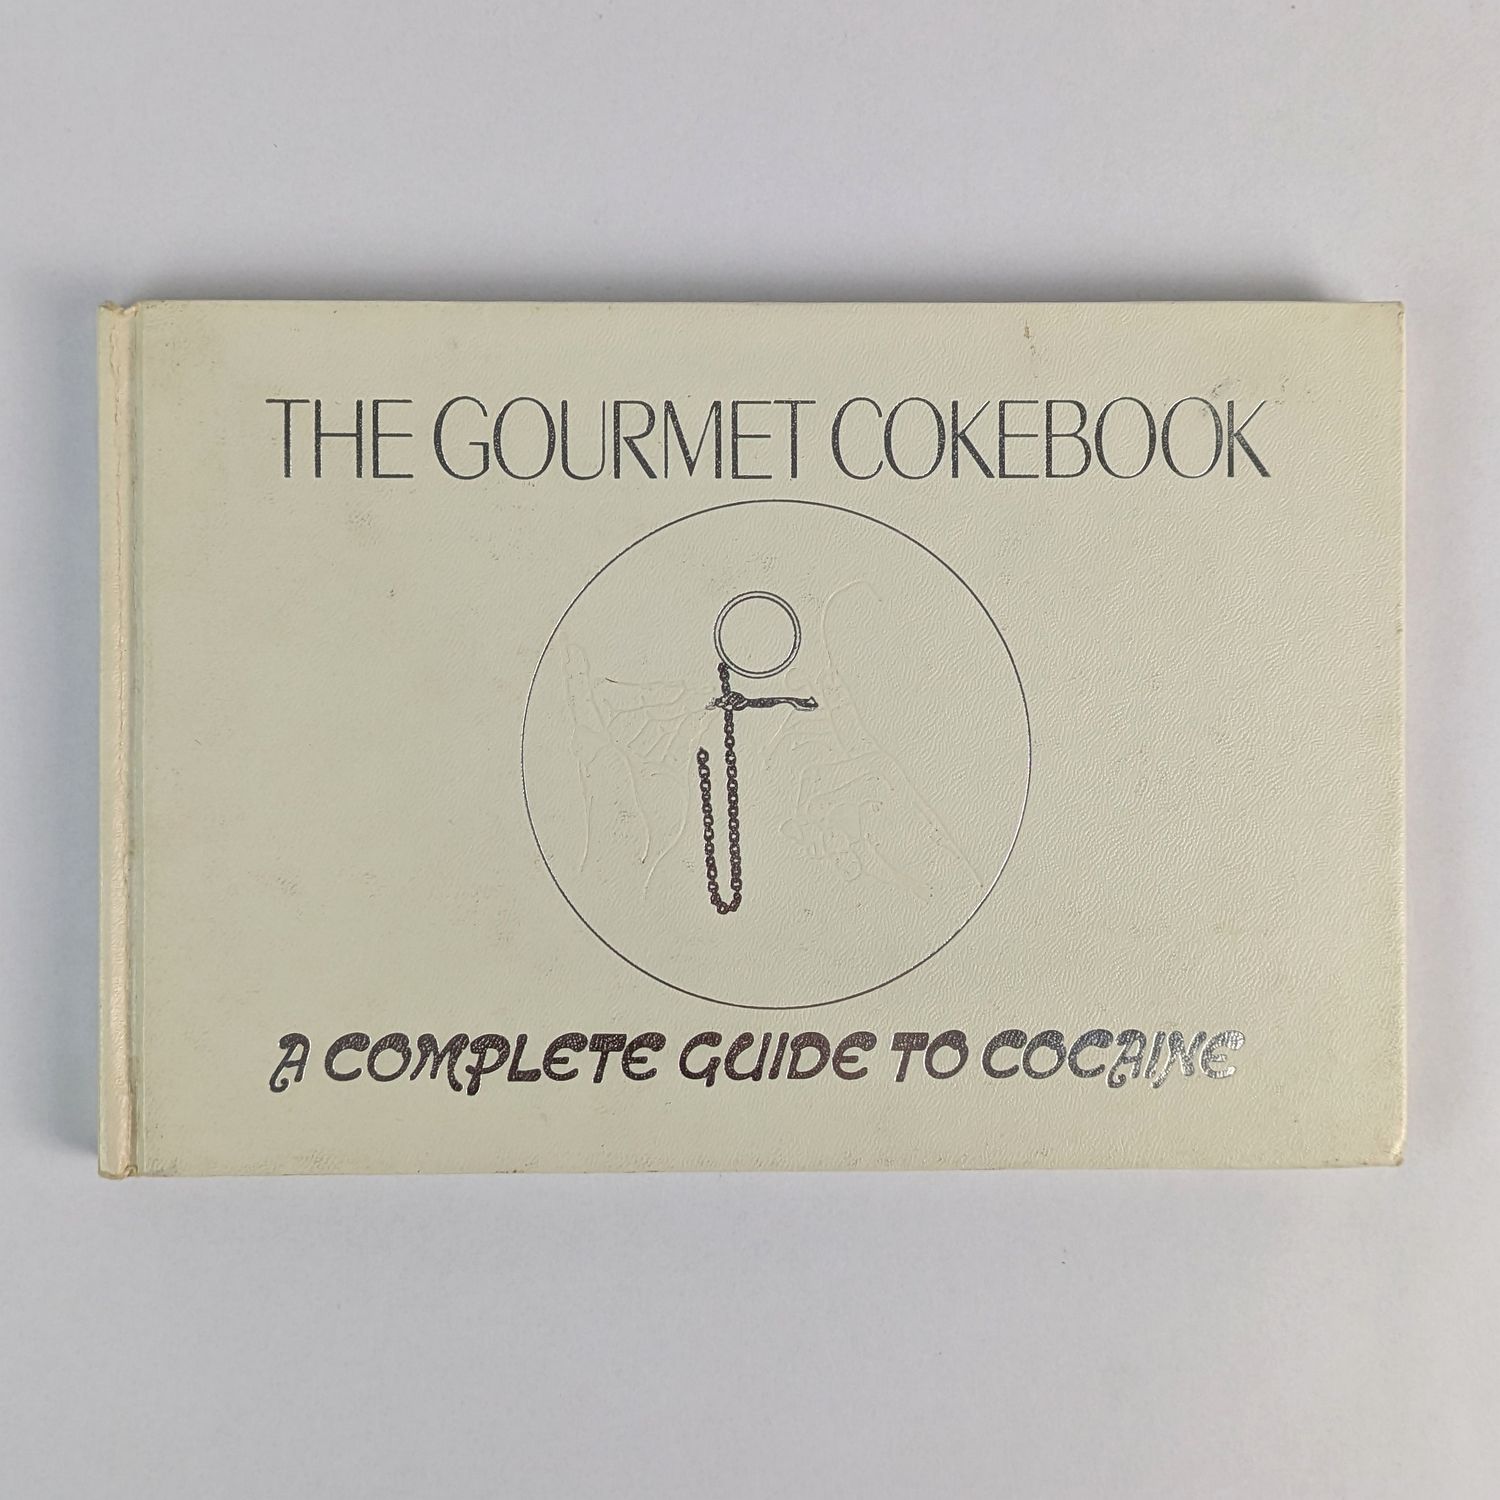 THE GOURMET COKEBOOK
A COMPLETE GUIDE TO COCAINE